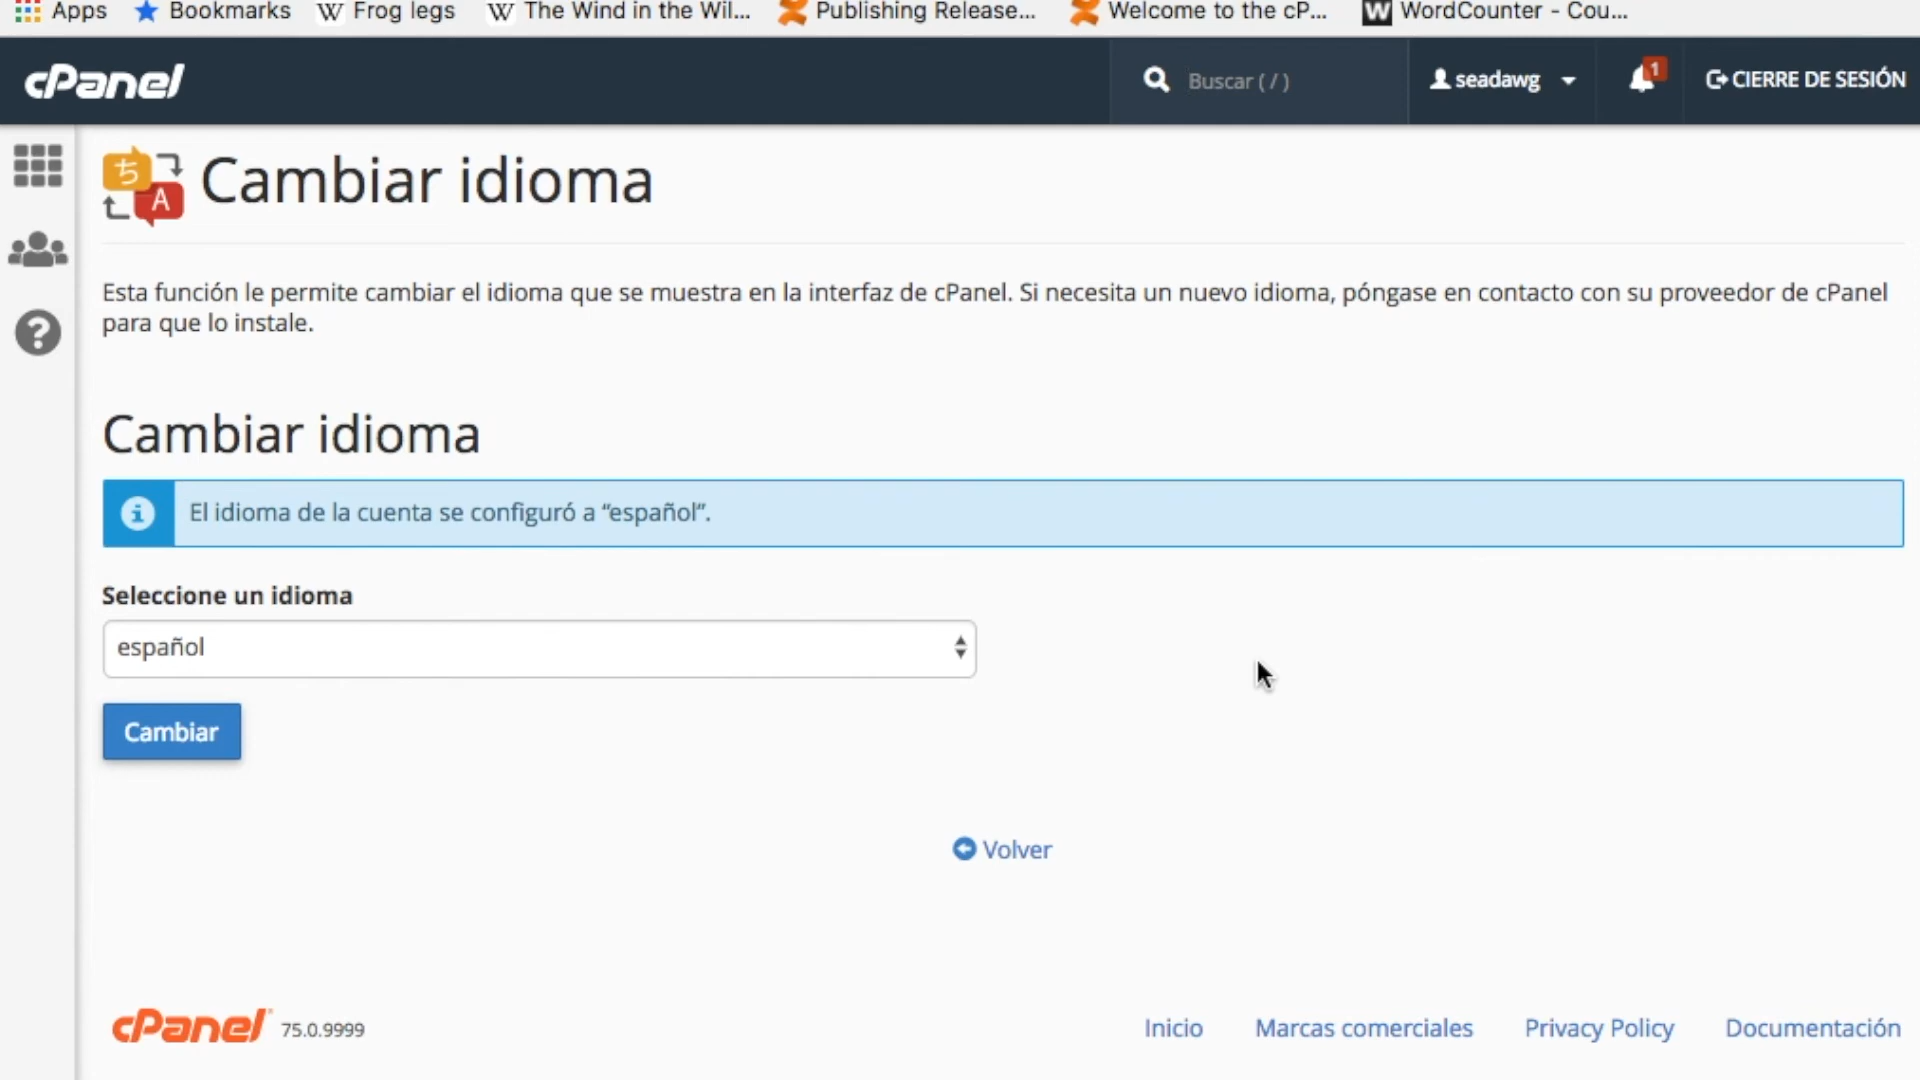 Apps Bookmarks Frog legs The Wind in the Wil... Publishing Release... Welcome to the cP... WordCounter - Cou...
cPanel Buscar ( / ) seadawg 1 CIERRE DE SESIÓN
Cambiar idioma
Esta función le permite cambiar el idioma que se muestra en la interfaz de cPanel. Si necesita un nuevo idioma, póngase en contacto con su proveedor de cPanel
para que lo instale.
Cambiar idioma
El idioma de la cuenta se configuró a “español”.
Seleccione un idioma
español
Cambiar
Volver
cPanel 75.0.9999 Inicio Marcas comerciales Privacy Policy Documentación